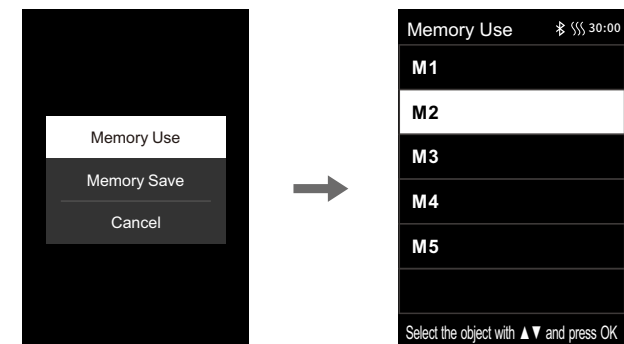 Memory Use
Memory Save
Cancel
Memory Use 30:00
M1
M2
M3
M4
M5
Select the object with ▲▼ and press OK